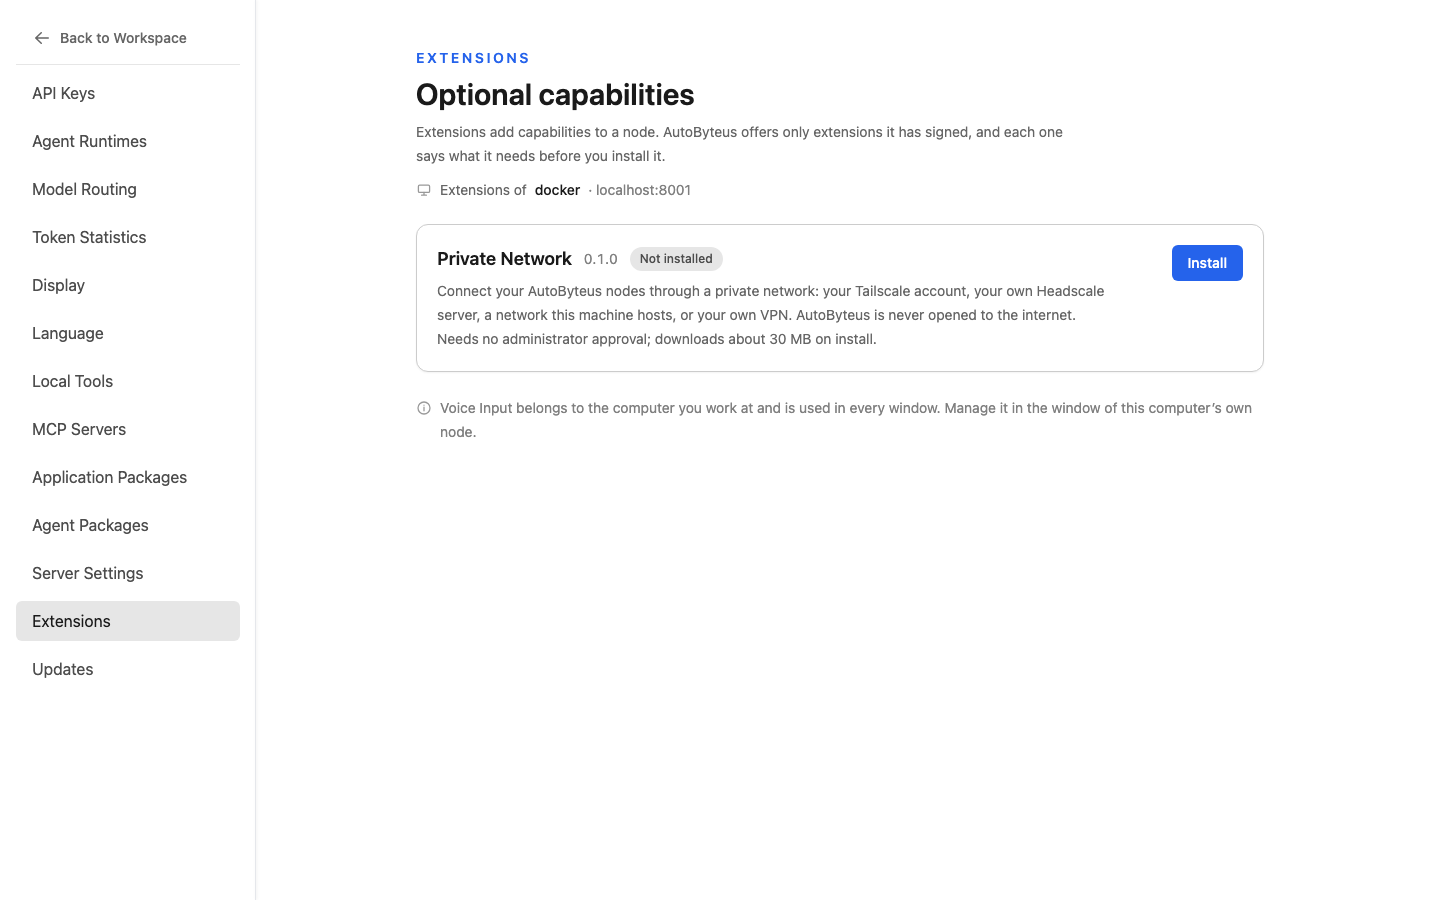 Back to Workspace
API Keys
Agent Runtimes
Model Routing
Token Statistics
Display
Language
Local Tools
MCP Servers
Application Packages
Agent Packages
Server Settings
Extensions
Updates
EXTENSIONS
Optional capabilities
Extensions add capabilities to a node. AutoByteus offers only extensions it has signed, and each one
says what it needs before you install it.
Extensions of docker · localhost:8001
Private Network 0.1.0 Not installed
Install
Connect your AutoByteus nodes through a private network: your Tailscale account, your own Headscale
server, a network this machine hosts, or your own VPN. AutoByteus is never opened to the internet.
Needs no administrator approval; downloads about 30 MB on install.
Voice Input belongs to the computer you work at and is used in every window. Manage it in the window of this computer’s own
node.